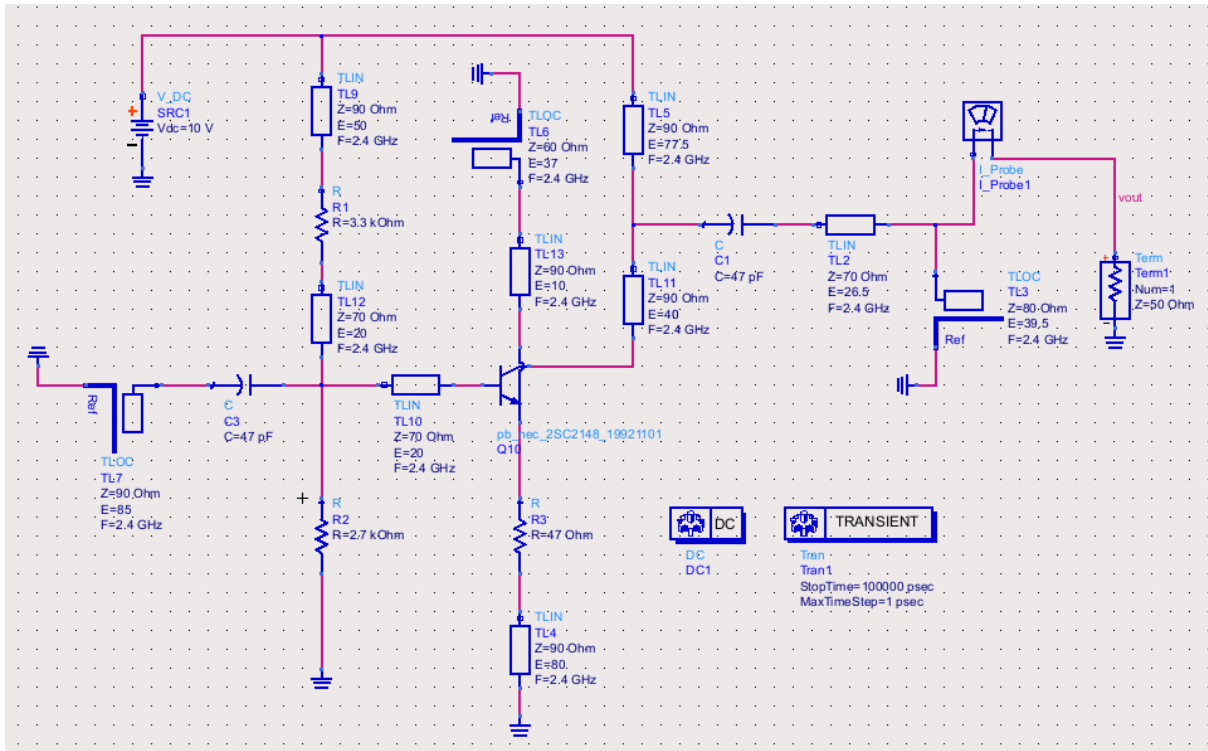 V_DC
SRC1
Vdc=10 V
TLIN
TL9
Z=90 Ohm
E=50
F=2.4 GHz
R
R1
R=3.3 kOhm
TLIN
TL12
Z=70 Ohm
E=20
F=2.4 GHz
Ref
TLOC
TL7
Z=90 Ohm
E=85
F=2.4 GHz
C
C3
C=47 pF
TLIN
TL10
Z=70 Ohm
E=20
F=2.4 GHz
R
R2
R=2.7 kOhm
Ref
TLOC
TL6
Z=60 Ohm
E=37
F=2.4 GHz
TLIN
TL13
Z=90 Ohm
E=10
F=2.4 GHz
pb_nec_2SC2148_19921101
Q10
R
R3
R=47 Ohm
TLIN
TL4
Z=90 Ohm
E=80
F=2.4 GHz
TLIN
TL5
Z=90 Ohm
E=77.5
F=2.4 GHz
TLIN
TL11
Z=90 Ohm
E=40
F=2.4 GHz
C
C1
C=47 pF
TLIN
TL2
Z=70 Ohm
E=26.5
F=2.4 GHz
I_Probe
I_Probe1
vout
Ref
TLOC
TL3
Z=80 Ohm
E=39.5
F=2.4 GHz
Term
Term1
Num=1
Z=50 Ohm
DC
DC
DC1
TRANSIENT
Tran
Tran1
StopTime=100000 psec
MaxTimeStep=1 psec